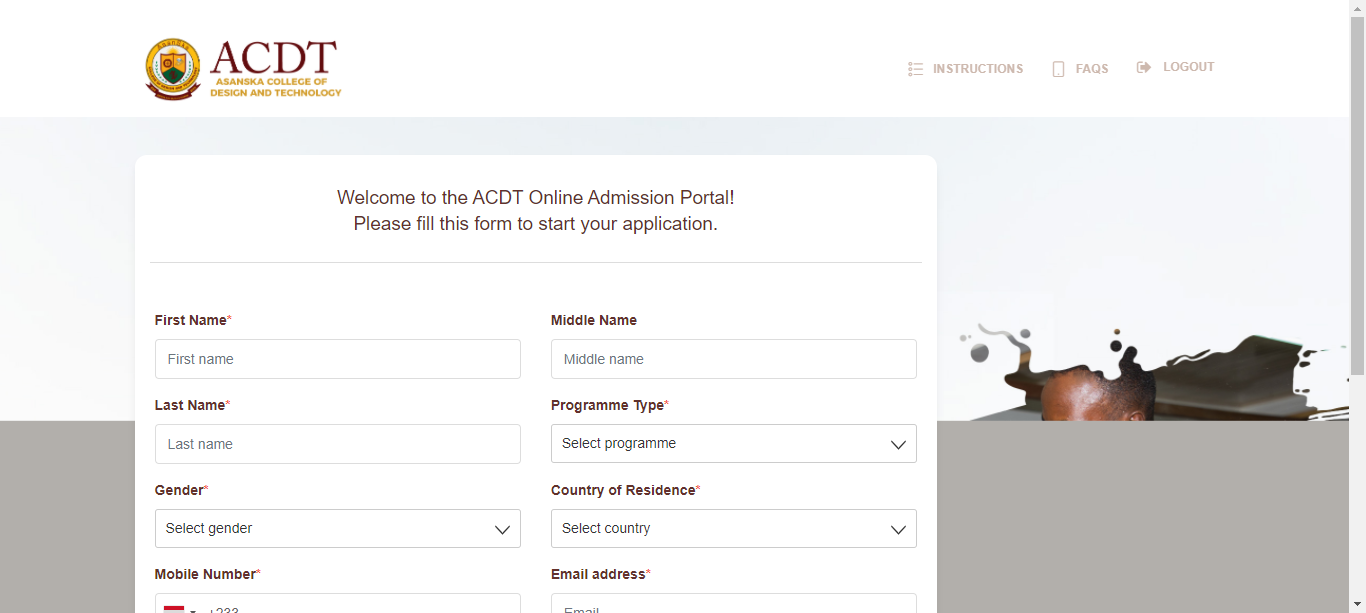 Asanska
ACDT
ASANSKA COLLEGE OF
DESIGN AND TECHNOLOGY
INSTRUCTIONS
FAQS
LOGOUT
Welcome to the ACDT Online Admission Portal!
Please fill this form to start your application.
First Name*
Middle Name
First name
Middle name
Last Name*
Programme Type*
Last name
Select programme
Gender*
Country of Residence*
Select gender
Select country
Mobile Number*
Email address*
+233
Email